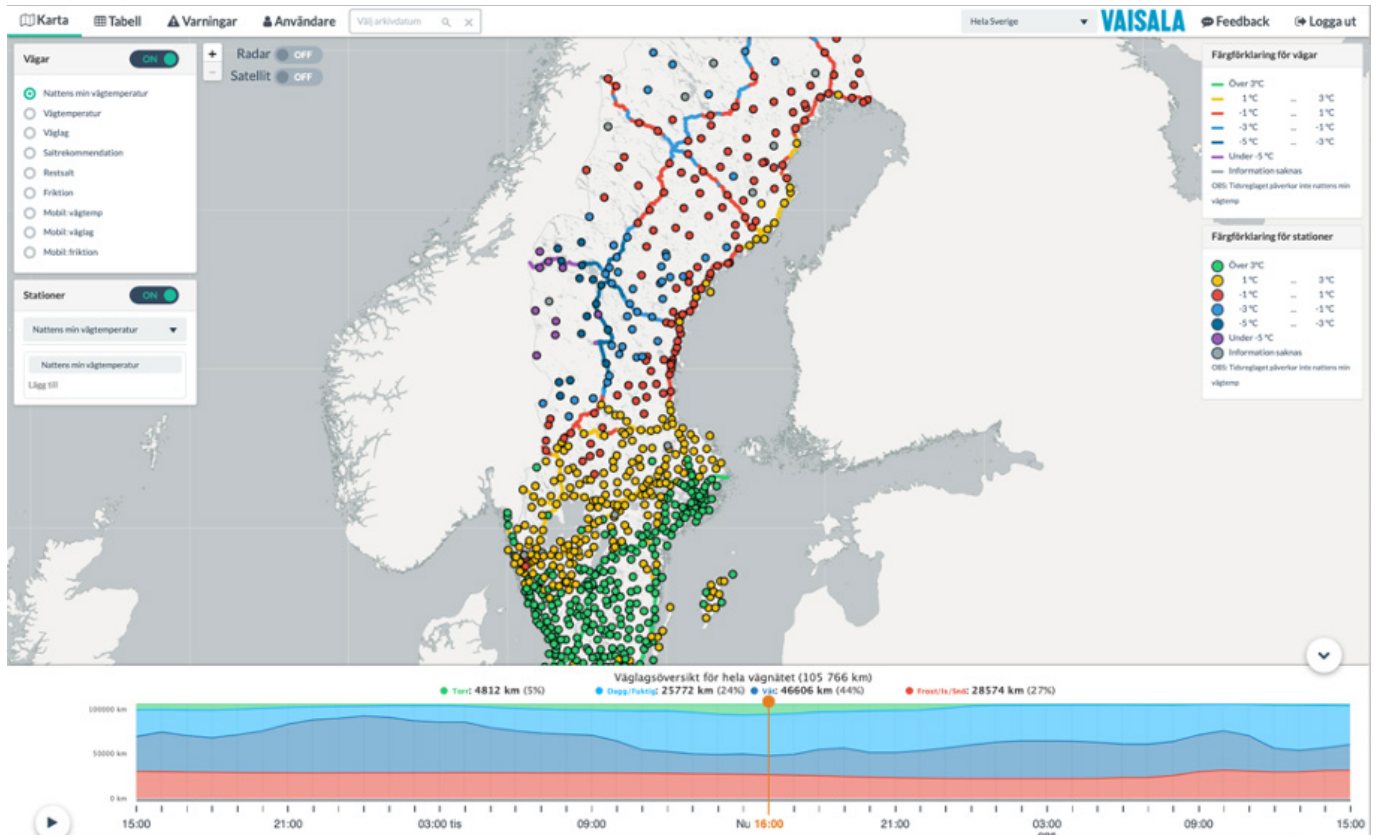 Karta Tabell Varningar Användare Välj arkivdatum Hela Sverige VAISALA Feedback Logga ut
Vägar ON
Nattens min vägtemperatur
Vägtemperatur
Väglag
Saltrekommendation
Restsalt
Friktion
Mobil: vägtemp
Mobil: väglag
Mobil: friktion
Stationer ON
Nattens min vägtemperatur
Nattens min vägtemperatur
Lägg till
+ Radar OFF
- Satellit OFF
Färgförklaring för vägar
Över 3°C
1 °C .. 3 °C
-1 °C .. 1 °C
-3 °C .. -1 °C
-5 °C .. -3 °C
Under -5 °C
Information saknas
OBS: Tidsreglaget påverkar inte nattens min
vägtemp
Färgförklaring för stationer
Över 3°C
1 °C .. 3 °C
-1 °C .. 1 °C
-3 °C .. -1 °C
-5 °C .. -3 °C
Under -5 °C
Information saknas
OBS: Tidsreglaget påverkar inte nattens min
vägtemp
Väglagsöversikt för hela vägnätet (105 766 km)
Torr: 4812 km (5%) Dagg/Fuktig: 25772 km (24%) Våt: 46606 km (44%) Frost/Is/Snö: 28574 km (27%)
100000 km
50000 km
0 km
15:00 21:00 03:00 tis 09:00 Nu 16:00 21:00 03:00 09:00 15:00